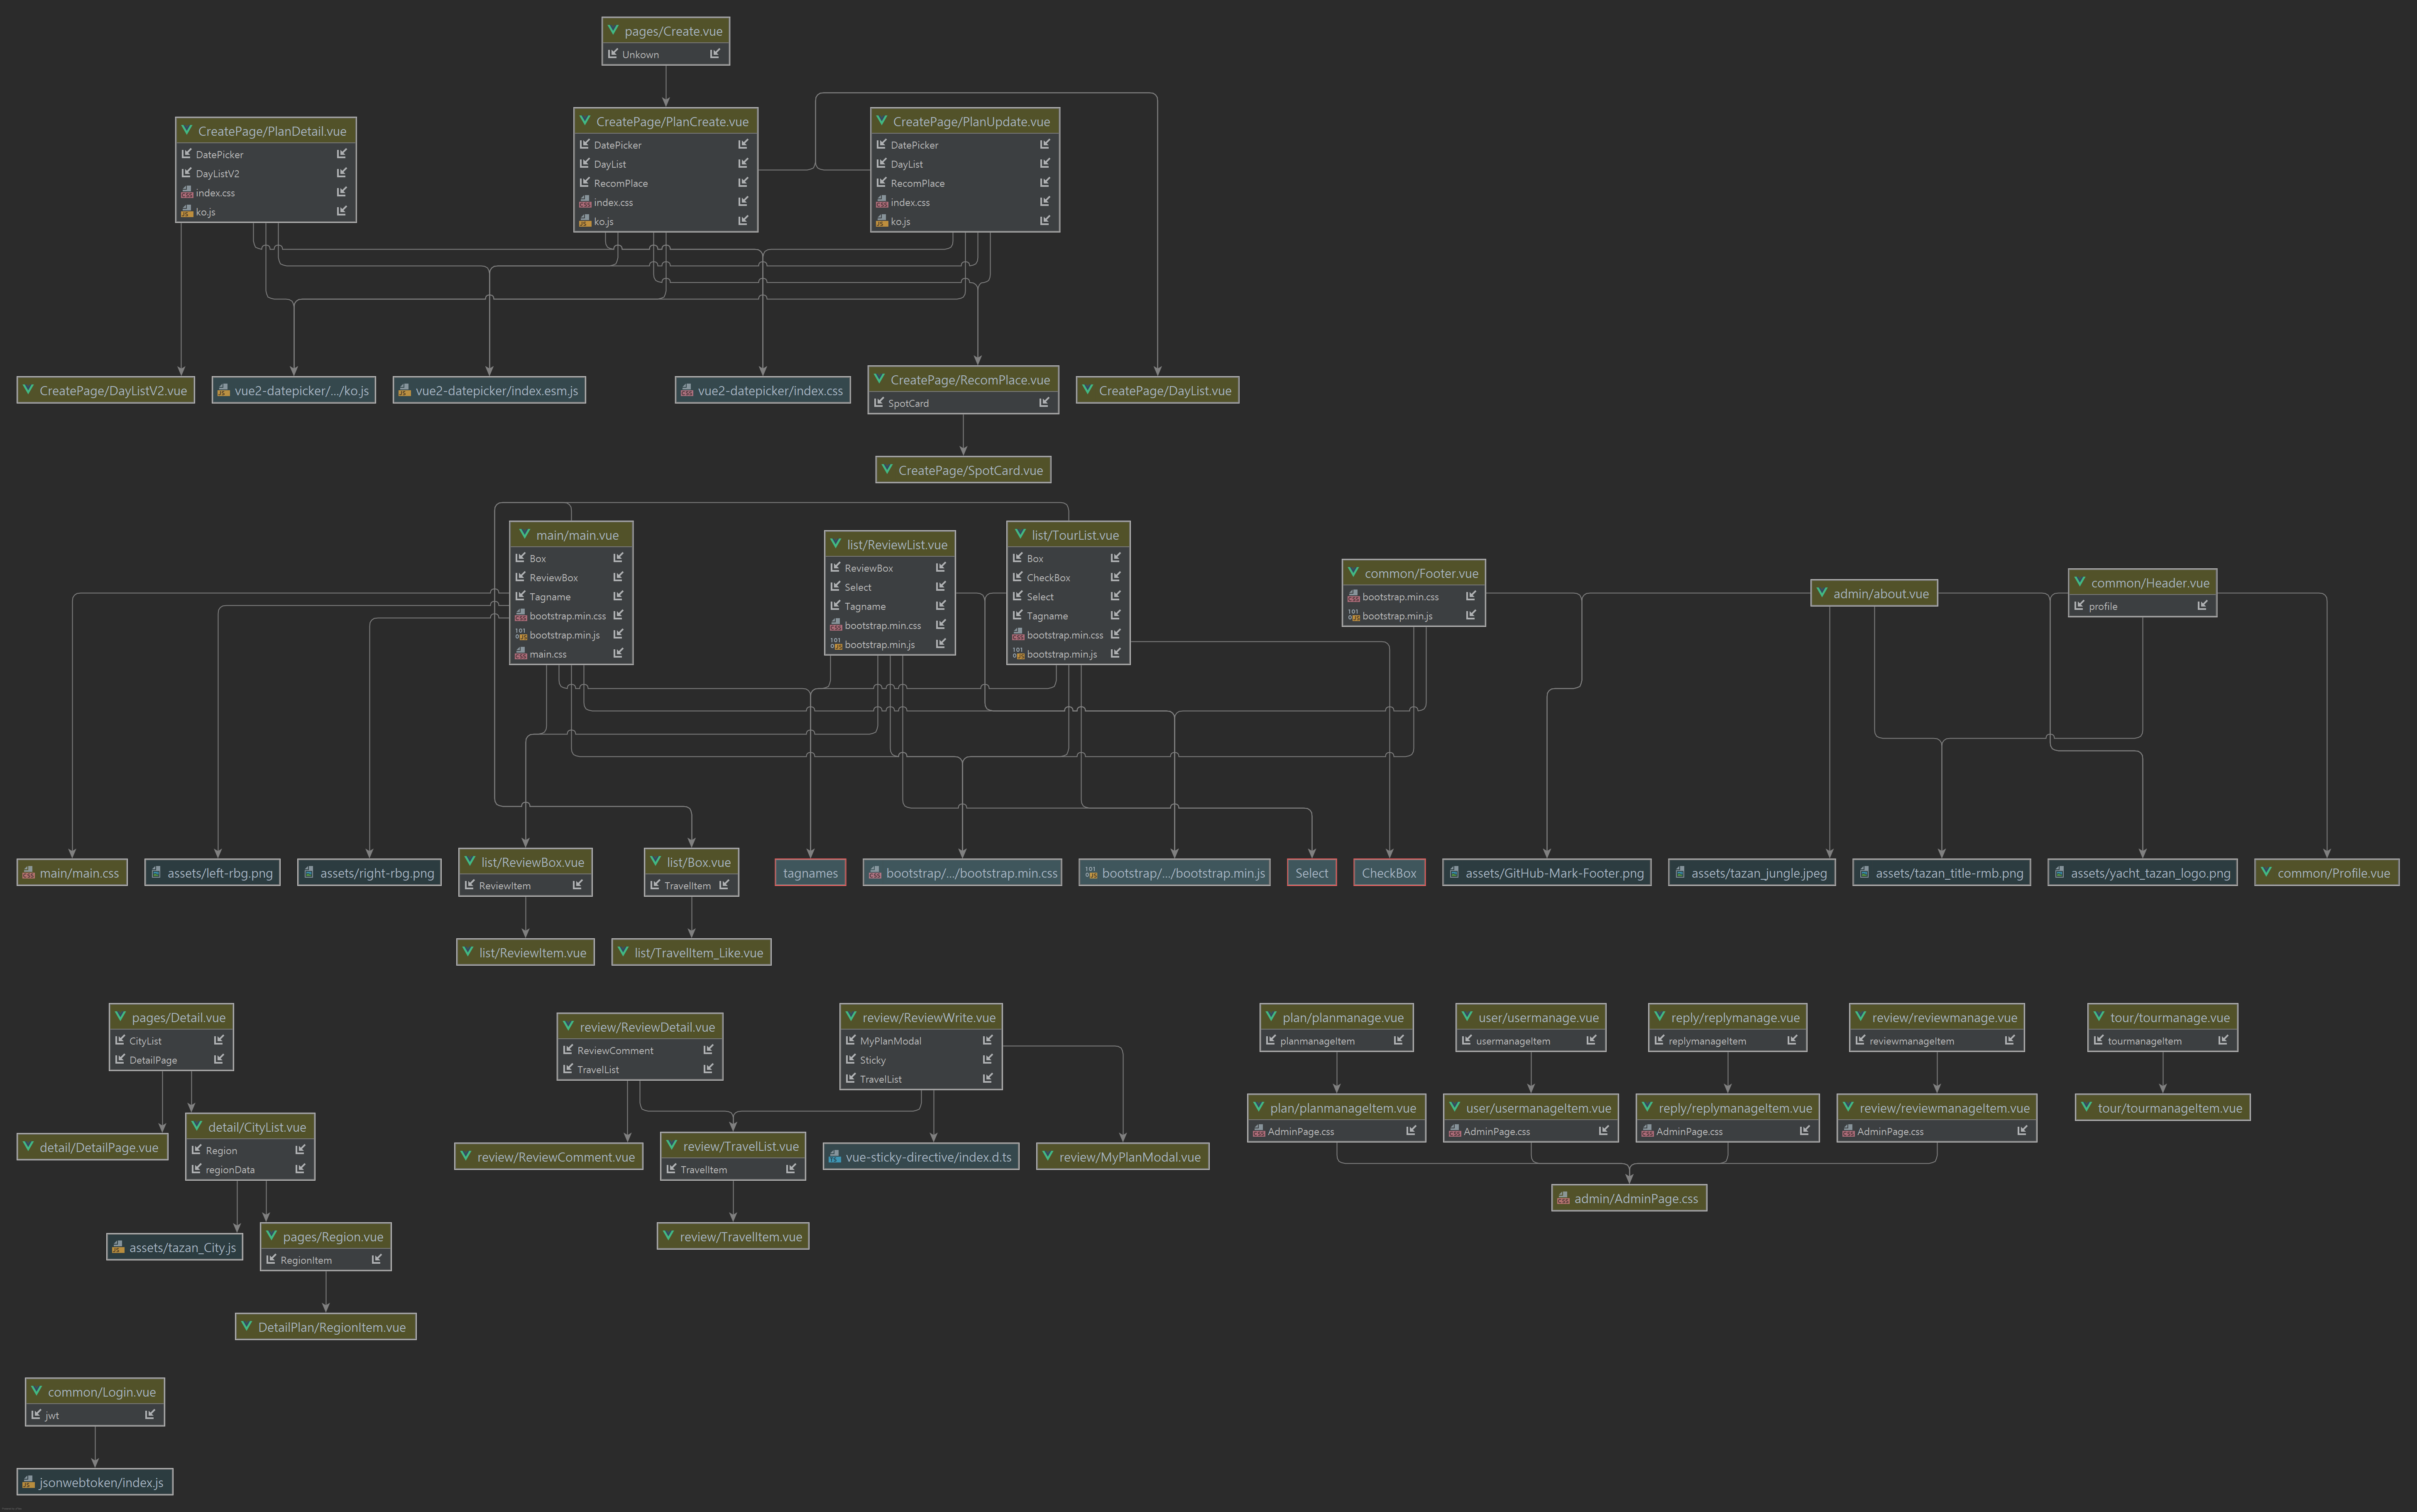 pages/Create.vue
Unkown
CreatePage/PlanDetail.vue
DatePicker
DayListV2
index.css
ko.js
CreatePage/PlanCreate.vue
DatePicker
DayList
RecomPlace
index.css
ko.js
CreatePage/PlanUpdate.vue
DatePicker
DayList
RecomPlace
index.css
ko.js
CreatePage/DayListV2.vue
vue2-datepicker/.../ko.js
vue2-datepicker/index.esm.js
vue2-datepicker/index.css
CreatePage/RecomPlace.vue
SpotCard
CreatePage/DayList.vue
CreatePage/SpotCard.vue
main/main.vue
Box
ReviewBox
Tagname
bootstrap.min.css
bootstrap.min.js
main.css
list/ReviewList.vue
ReviewBox
Select
Tagname
bootstrap.min.css
bootstrap.min.js
list/TourList.vue
Box
CheckBox
Select
Tagname
bootstrap.min.css
bootstrap.min.js
common/Footer.vue
bootstrap.min.css
bootstrap.min.js
admin/about.vue
common/Header.vue
profile
main/main.css
assets/left-rbg.png
assets/right-rbg.png
list/ReviewBox.vue
ReviewItem
list/Box.vue
TravelItem
tagnames
bootstrap/.../bootstrap.min.css
bootstrap/.../bootstrap.min.js
Select
CheckBox
assets/GitHub-Mark-Footer.png
assets/tazan_jungle.jpeg
assets/tazan_title-rmb.png
assets/yacht_tazan_logo.png
common/Profile.vue
list/ReviewItem.vue
list/TravelItem_Like.vue
pages/Detail.vue
CityList
DetailPage
review/ReviewDetail.vue
ReviewComment
TravelList
review/ReviewWrite.vue
MyPlanModal
Sticky
TravelList
plan/planmanage.vue
planmanageItem
user/usermanage.vue
usermanageItem
reply/replymanage.vue
replymanageItem
review/reviewmanage.vue
reviewmanageItem
tour/tourmanage.vue
tourmanageItem
detail/DetailPage.vue
detail/CityList.vue
Region
regionData
review/ReviewComment.vue
review/TravelList.vue
TravelItem
vue-sticky-directive/index.d.ts
review/MyPlanModal.vue
plan/planmanageItem.vue
AdminPage.css
user/usermanageItem.vue
AdminPage.css
reply/replymanageItem.vue
AdminPage.css
review/reviewmanageItem.vue
AdminPage.css
tour/tourmanageItem.vue
admin/AdminPage.css
assets/tazan_City.js
pages/Region.vue
RegionItem
review/TravelItem.vue
DetailPlan/RegionItem.vue
common/Login.vue
jwt
jsonwebtoken/index.js